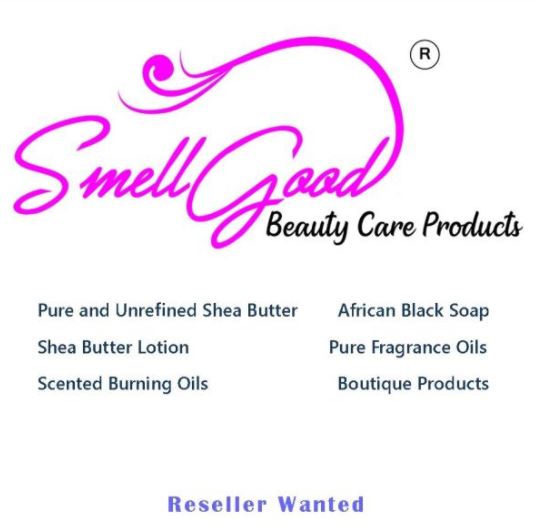 ®
SmellGood
Beauty Care Products
Pure and Unrefined Shea Butter African Black Soap
Shea Butter Lotion Pure Fragrance Oils
Scented Burning Oils Boutique Products
Reseller Wanted